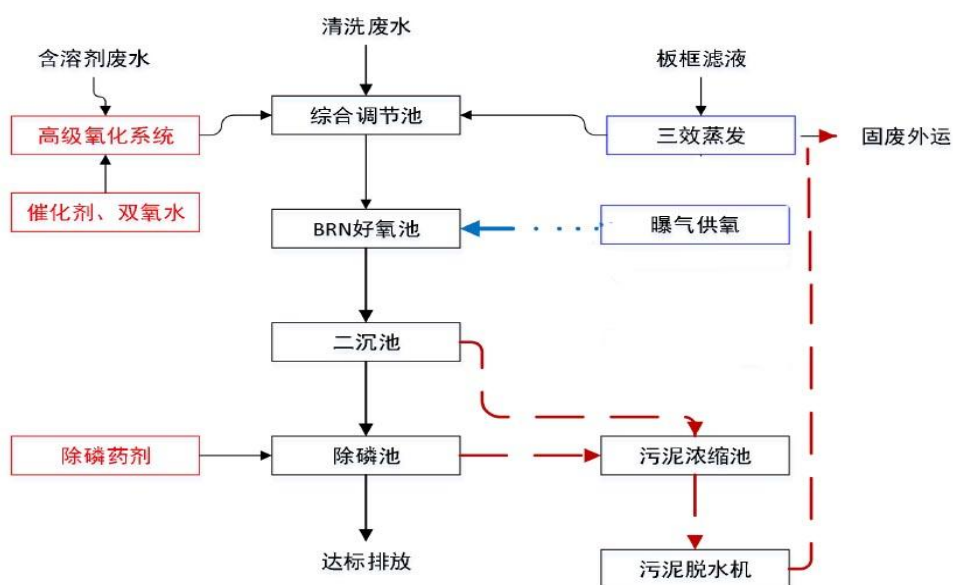 清洗废水
含溶剂废水
板框滤液
综合调节池
高级氧化系统
三效蒸发
固废外运
催化剂、双氧水
BRN好氧池
曝气供氧
二沉池
除磷药剂
除磷池
污泥浓缩池
达标排放
污泥脱水机